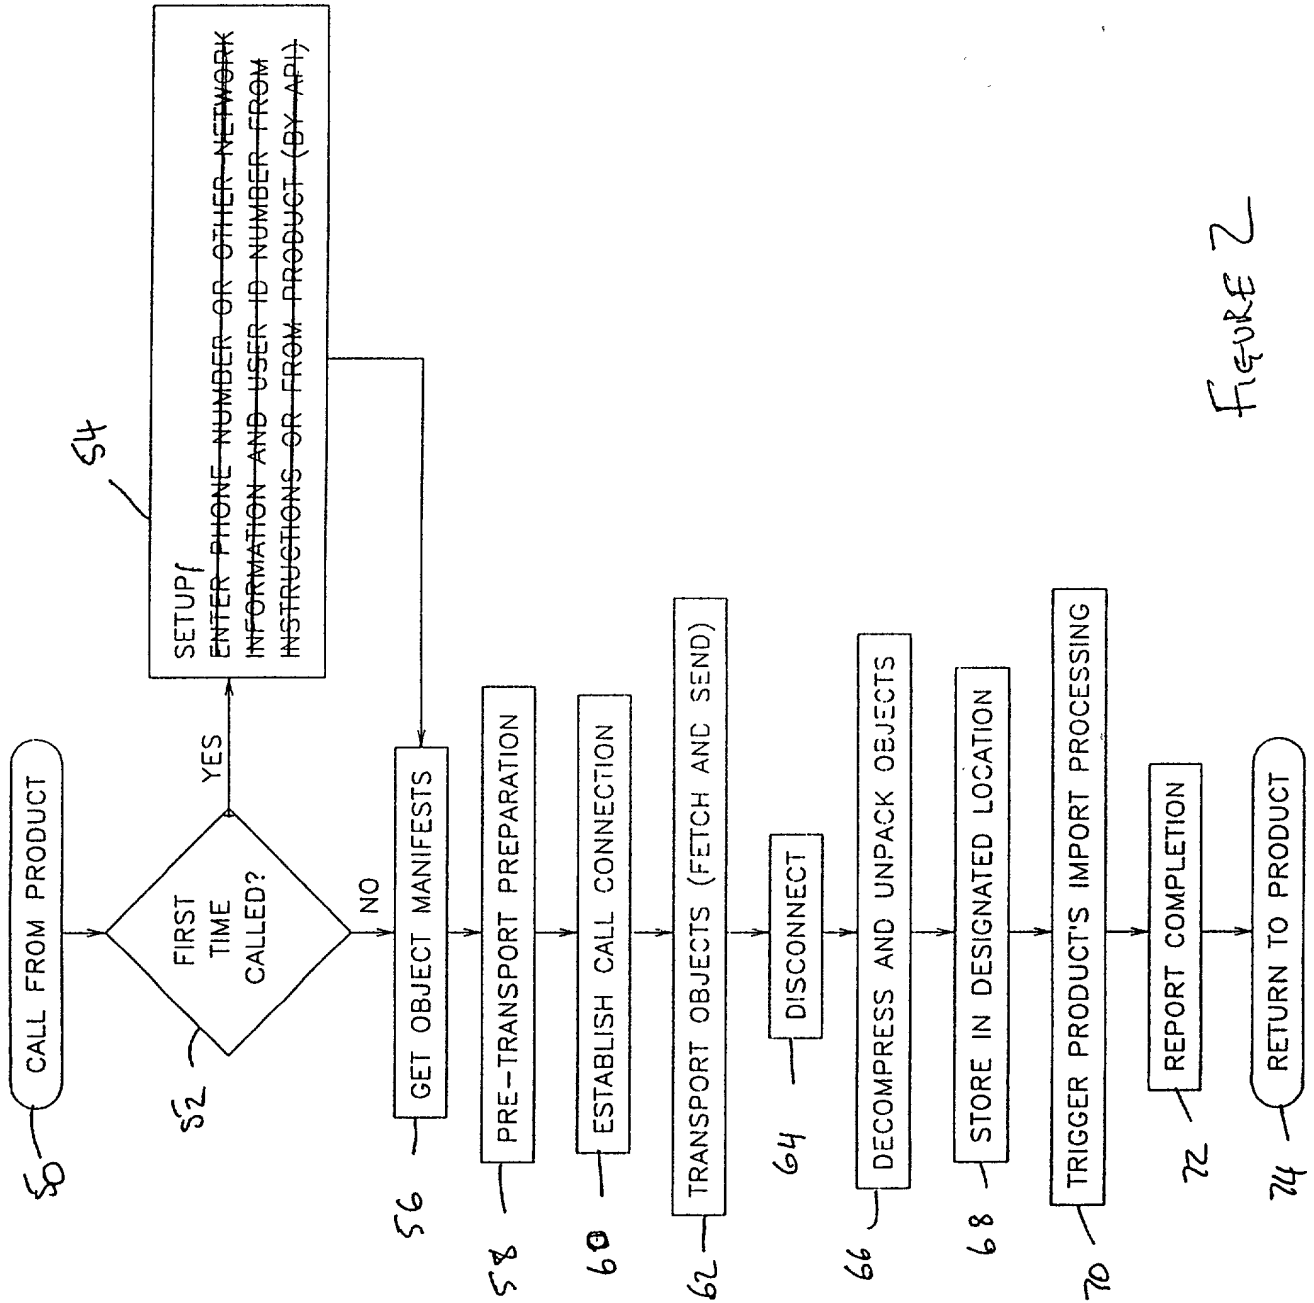 50
CALL FROM PRODUCT
52
FIRST
TIME
CALLED?
YES
54
SETUP
ENTER PHONE NUMBER OR OTHER NETWORK
INFORMATION AND USER ID NUMBER FROM
INSTRUCTIONS OR FROM PRODUCT (BY API)
NO
56
GET OBJECT MANIFESTS
58
PRE-TRANSPORT PREPARATION
60
ESTABLISH CALL CONNECTION
62
TRANSPORT OBJECTS (FETCH AND SEND)
64
DISCONNECT
66
DECOMPRESS AND UNPACK OBJECTS
68
STORE IN DESIGNATED LOCATION
70
TRIGGER PRODUCT'S IMPORT PROCESSING
72
REPORT COMPLETION
74
RETURN TO PRODUCT
FIGURE 2